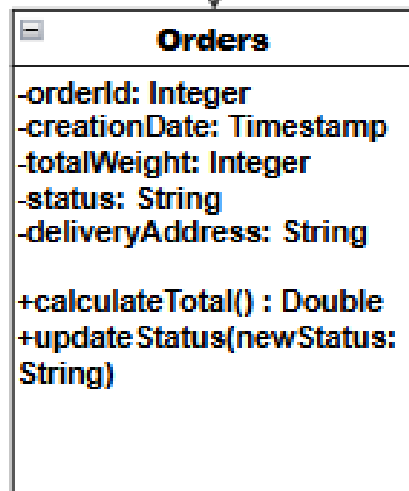 Orders
-orderId: Integer
-creationDate: Timestamp
-totalWeight: Integer
-status: String
-deliveryAddress: String
+calculateTotal() : Double
+updateStatus(newStatus:
String)